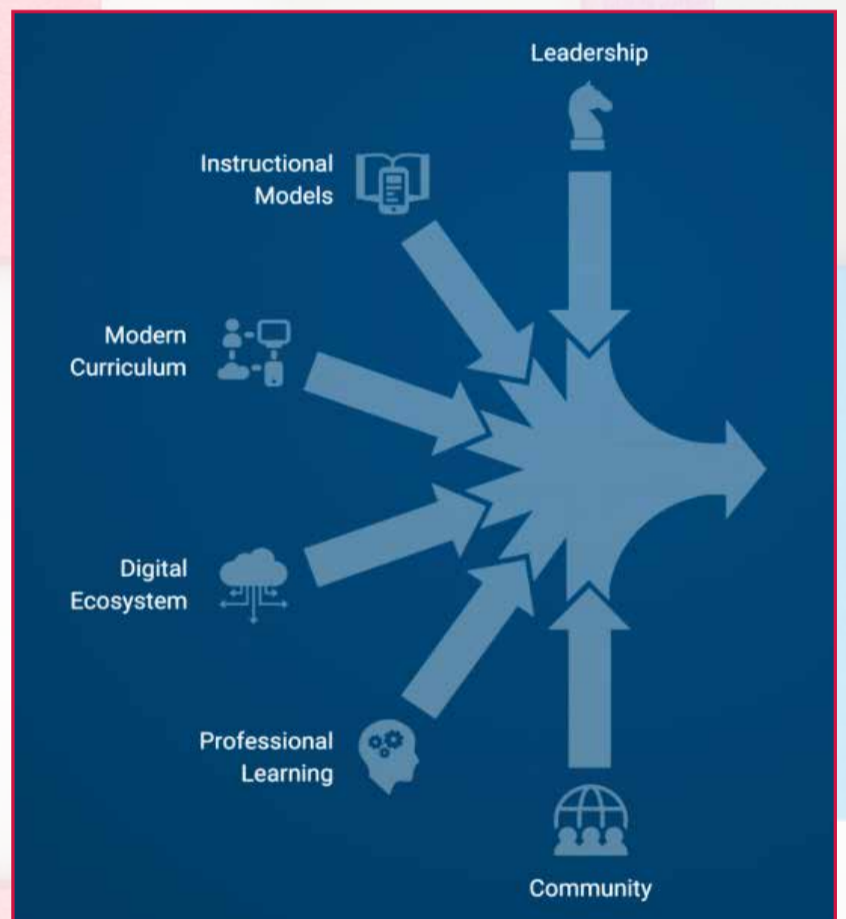 Leadership
Instructional
Models
Modern
Curriculum
Digital
Ecosystem
Professional
Learning
Community